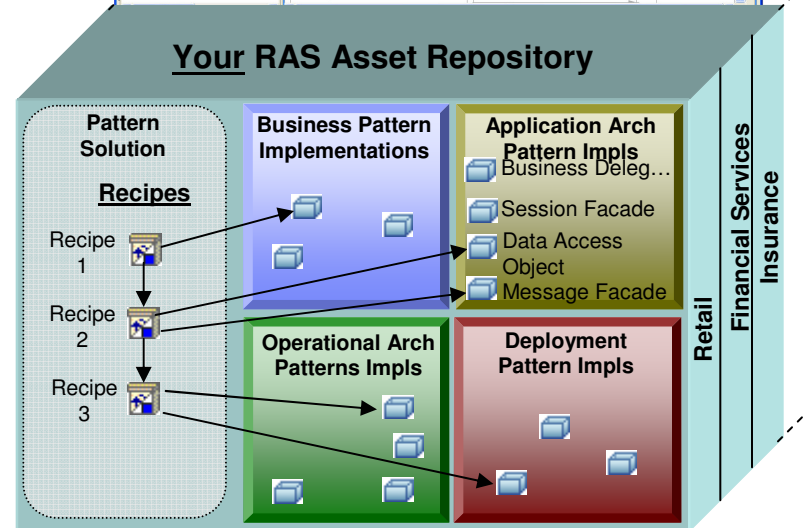 Your RAS Asset Repository
Pattern
Solution
Recipes
Recipe
1
Recipe
2
Recipe
3
Business Pattern
Implementations
Application Arch
Pattern Impls
Business Deleg...
Session Facade
Data Access
Object
Message Facade
Operational Arch
Patterns Impls
Deployment
Pattern Impls
Retail
Financial Services
Insurance